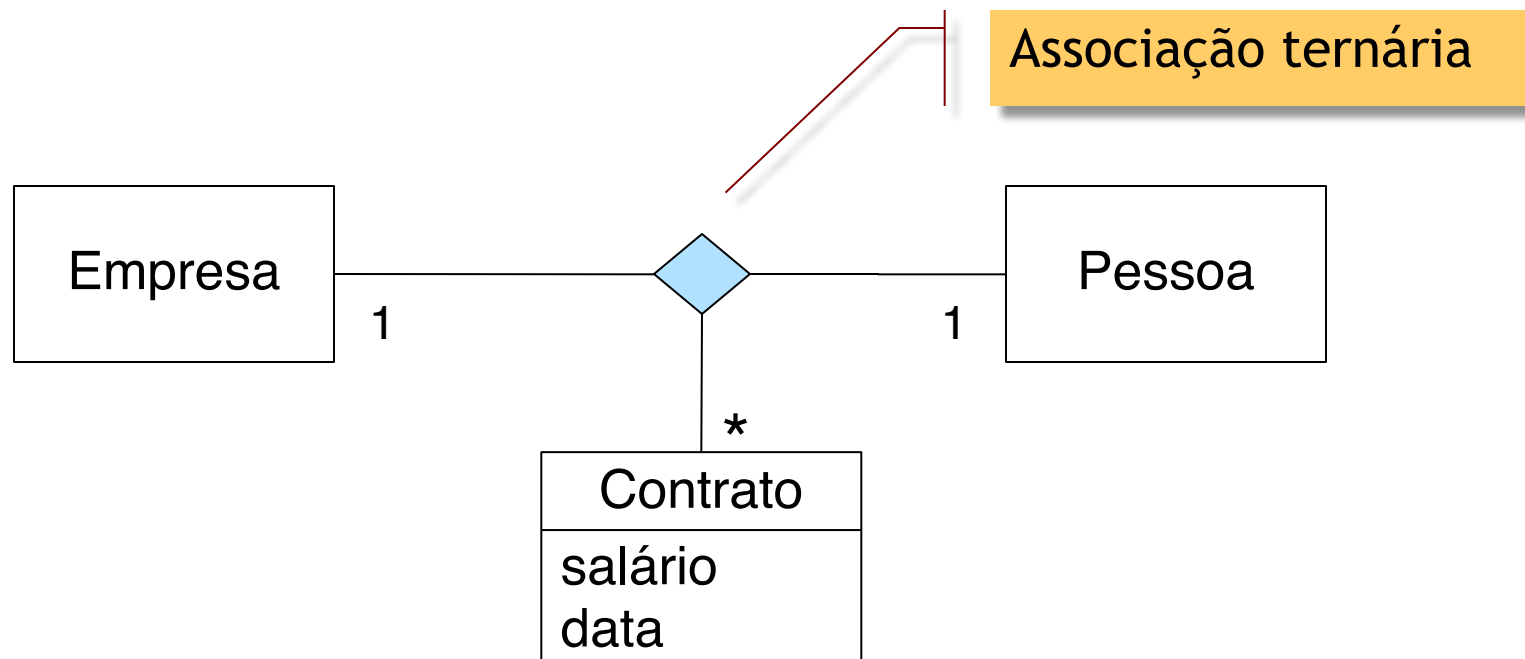 Associação ternária
Empresa
Pessoa
1
1
*
Contrato
salário
data